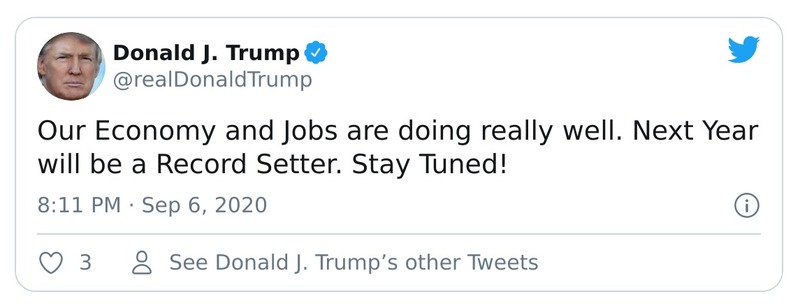 Donald J. Trump
@realDonaldTrump
Our Economy and Jobs are doing really well. Next Year
will be a Record Setter. Stay Tuned!
8:11 PM · Sep 6, 2020
3
See Donald J. Trump’s other Tweets